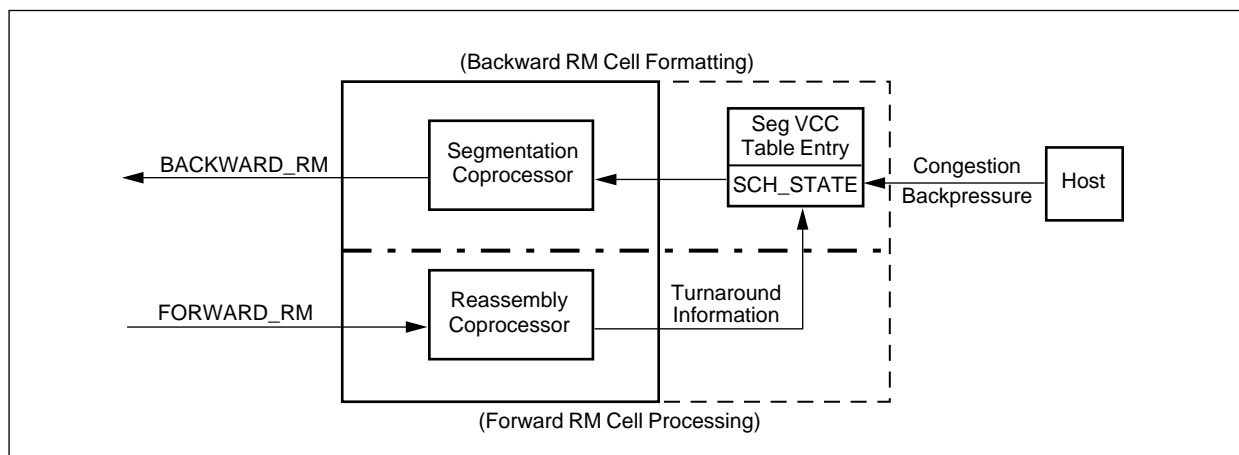 (Backward RM Cell Formatting)
Seg VCC
Table Entry
SCH_STATE
Segmentation
Coprocessor
BACKWARD_RM
Congestion
Backpressure
Host
FORWARD_RM
Reassembly
Coprocessor
Turnaround
Information
(Forward RM Cell Processing)